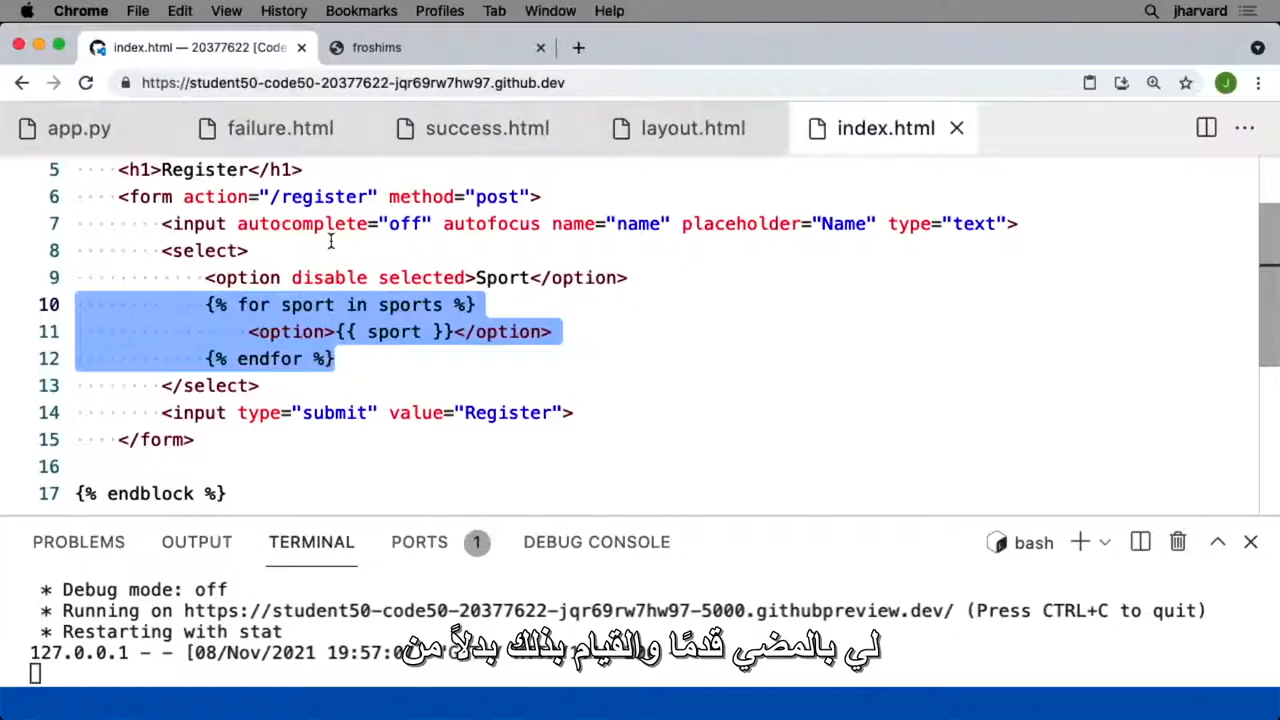 Chrome File Edit View History Bookmarks Profiles Tab Window Help jharvard
index.html — 20377622 [Code froshims
https://student50-code50-20377622-jqr69rw7hw97.github.dev J
app.py failure.html success.html layout.html index.html
5 <h1>Register</h1>
6 <form action="/register" method="post">
7 <input autocomplete="off" autofocus name="name" placeholder="Name" type="text">
8 <select>
9 <option disable selected>Sport</option>
10 {% for sport in sports %}
11 <option>{{ sport }}</option>
12 {% endfor %}
13 </select>
14 <input type="submit" value="Register">
15 </form>
16
17 {% endblock %}
PROBLEMS OUTPUT TERMINAL PORTS 1 DEBUG CONSOLE bash
* Debug mode: off
* Running on https://student50-code50-20377622-jqr69rw7hw97-5000.githubpreview.dev/ (Press CTRL+C to quit)
* Restarting with stat
127.0.0.1 - - [08/Nov/2021 19:57:0
لي بالمضي قدمًا والقيام بذلك بدلاً من